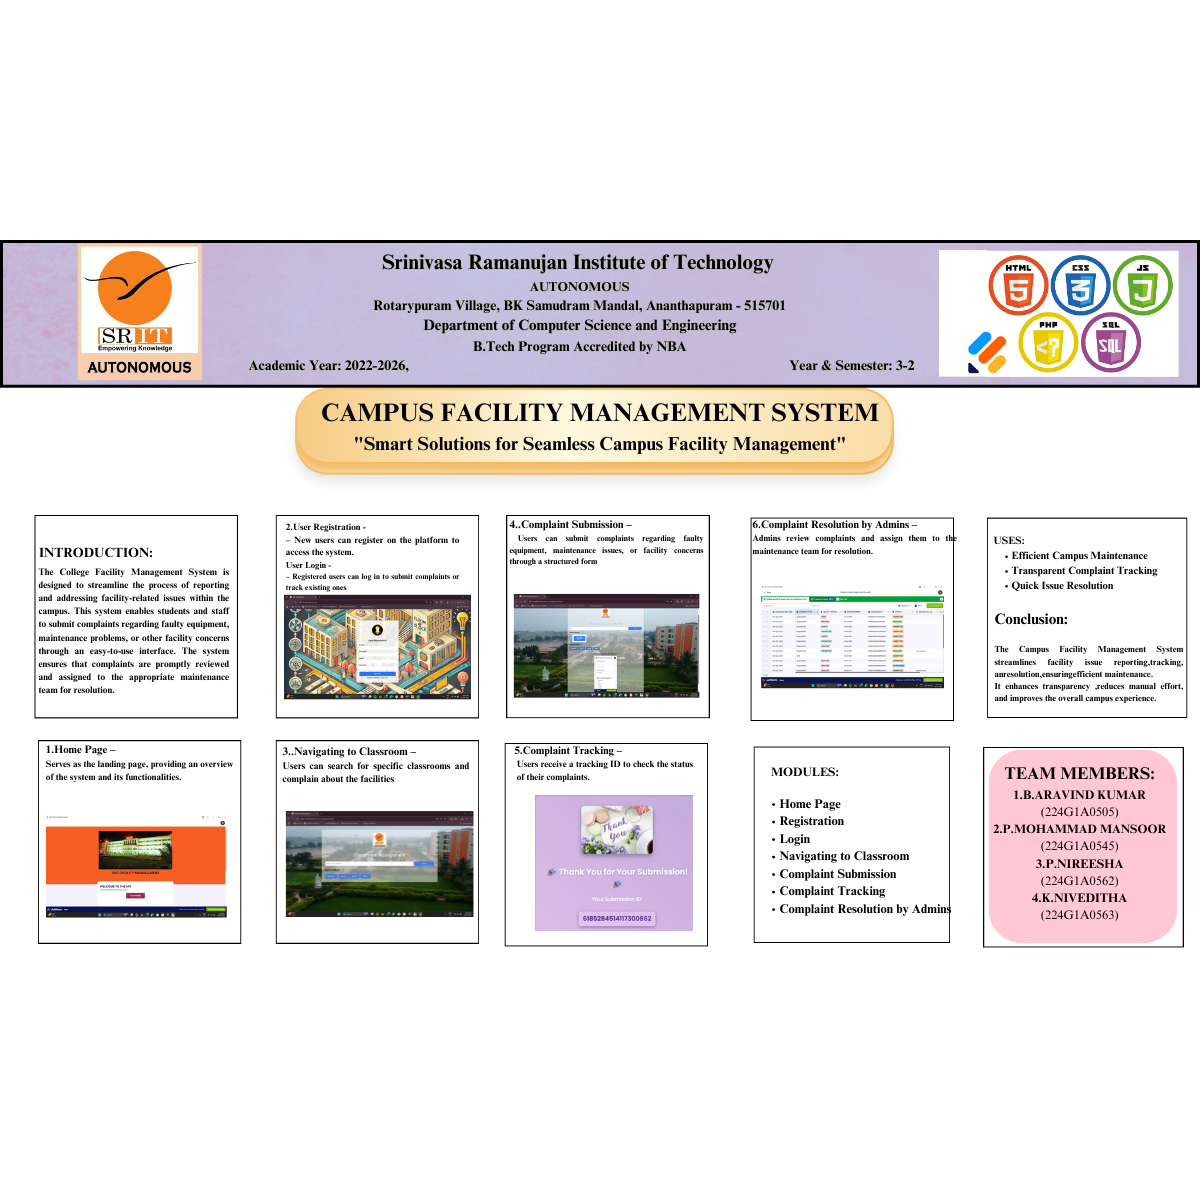 SRIT
Empowering Knowledge
AUTONOMOUS
Srinivasa Ramanujan Institute of Technology
AUTONOMOUS
Rotarypuram Village, BK Samudram Mandal, Ananthapuram - 515701
Department of Computer Science and Engineering
B.Tech Program Accredited by NBA
Academic Year: 2022-2026,
Year & Semester: 3-2
HTML
5
CSS
3
JS
J
PHP
<?
SQL
SQL
CAMPUS FACILITY MANAGEMENT SYSTEM
"Smart Solutions for Seamless Campus Facility Management"
INTRODUCTION:
The College Facility Management System is
designed to streamline the process of reporting
and addressing facility-related issues within the
campus. This system enables students and staff
to submit complaints regarding faulty equipment,
maintenance problems, or other facility concerns
through an easy-to-use interface. The system
ensures that complaints are promptly reviewed
and assigned to the appropriate maintenance
team for resolution.
1.Home Page –
Serves as the landing page, providing an overview
of the system and its functionalities.
SRIT FACILITY MANAGEMENT
WELCOME TO THE APP
2.User Registration -
– New users can register on the platform to
access the system.
User Login -
– Registered users can log in to submit complaints or
track existing ones
3..Navigating to Classroom –
Users can search for specific classrooms and
complain about the facilities
4..Complaint Submission –
Users can submit complaints regarding faulty
equipment, maintenance issues, or facility concerns
through a structured form
5.Complaint Tracking –
Users receive a tracking ID to check the status
of their complaints.
Thank
You
Thank You for Your Submission!
Your Submission ID:
6185284514117300862
6.Complaint Resolution by Admins –
Admins review complaints and assign them to the
maintenance team for resolution.
MODULES:
• Home Page
• Registration
• Login
• Navigating to Classroom
• Complaint Submission
• Complaint Tracking
• Complaint Resolution by Admins
USES:
• Efficient Campus Maintenance
• Transparent Complaint Tracking
• Quick Issue Resolution
Conclusion:
The Campus Facility Management System
streamlines facility issue reporting,tracking,
anresolution,ensuringefficient maintenance.
It enhances transparency ,reduces manual effort,
and improves the overall campus experience.
TEAM MEMBERS:
1.B.ARAVIND KUMAR
(224G1A0505)
2.P.MOHAMMAD MANSOOR
(224G1A0545)
3.P.NIREESHA
(224G1A0562)
4.K.NIVEDITHA
(224G1A0563)